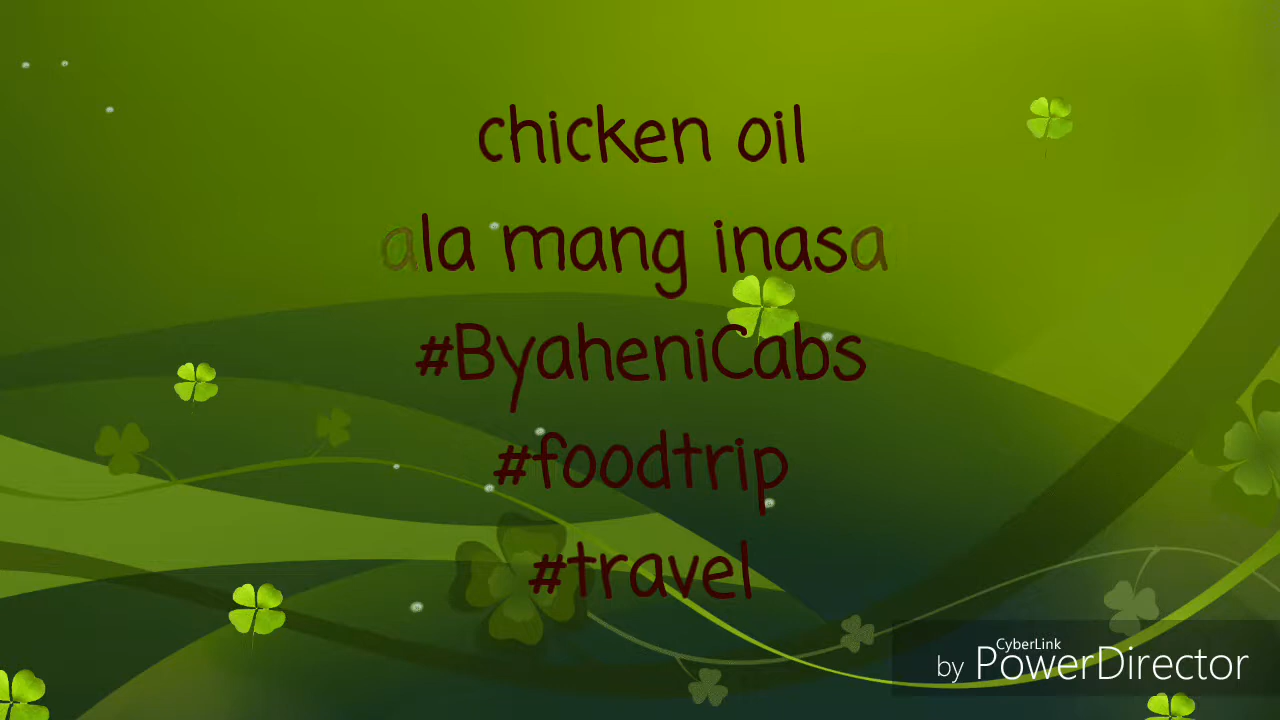 chicken oil
ala mang inasa
#ByaheniCabs
#foodtrip
#travel
CyberLink
by PowerDirector